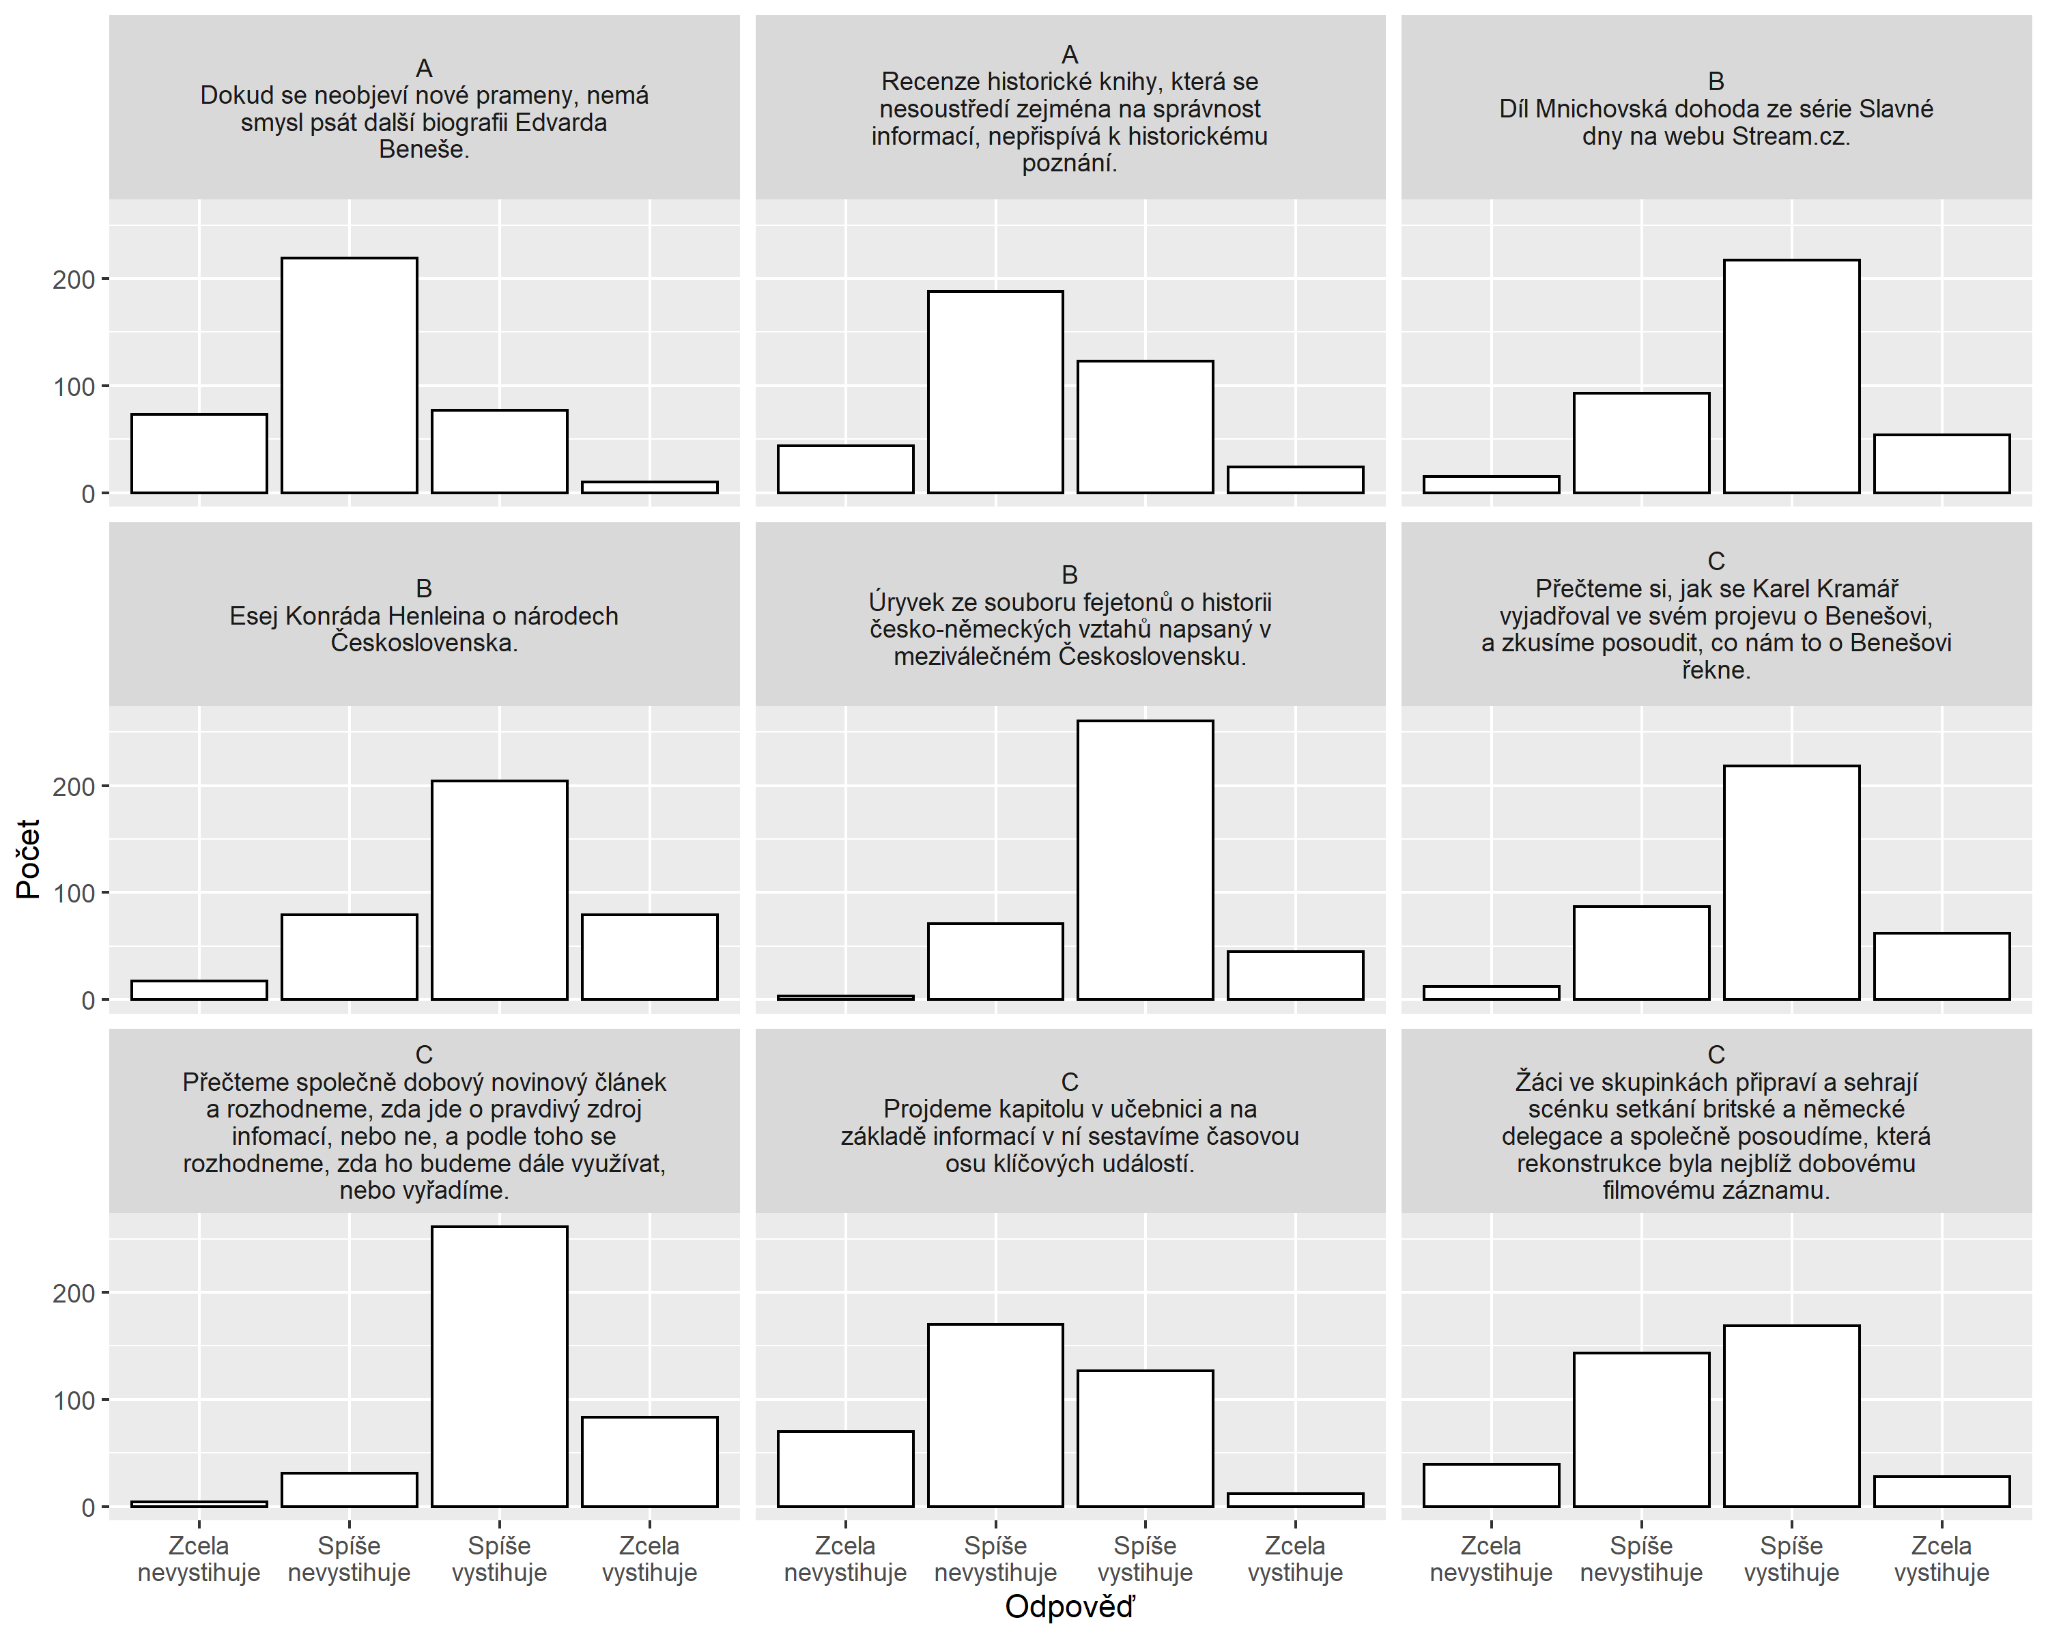 A
Dokud se neobjeví nové prameny, nemá
smysl psát další biografii Edvarda
Beneše.
A
Recenze historické knihy, která se
nesoustředí zejména na správnost
informací, nepřispívá k historickému
poznání.
B
Díl Mnichovská dohoda ze série Slavné
dny na webu Stream.cz.
200
100
0
B
Esej Konráda Henleina o národech
Československa.
B
Úryvek ze souboru fejetonů o historii
česko-německých vztahů napsaný v
meziválečném Československu.
C
Přečteme si, jak se Karel Kramář
vyjadřoval ve svém projevu o Benešovi,
a zkusíme posoudit, co nám to o Benešovi
řekne.
200
100
0
Počet
C
Přečteme společně dobový novinový článek
a rozhodneme, zda jde o pravdivý zdroj
infomací, nebo ne, a podle toho se
rozhodneme, zda ho budeme dále využívat,
nebo vyřadíme.
C
Projdeme kapitolu v učebnici a na
základě informací v ní sestavíme časovou
osu klíčových událostí.
C
Žáci ve skupinkách připraví a sehrají
scénku setkání britské a německé
delegace a společně posoudíme, která
rekonstrukce byla nejblíž dobovému
filmovému záznamu.
200
100
0
Zcela
nevystihuje
Spíše
nevystihuje
Spíše
vystihuje
Zcela
vystihuje
Zcela
nevystihuje
Spíše
nevystihuje
Spíše
vystihuje
Zcela
vystihuje
Zcela
nevystihuje
Spíše
nevystihuje
Spíše
vystihuje
Zcela
vystihuje
Odpověď